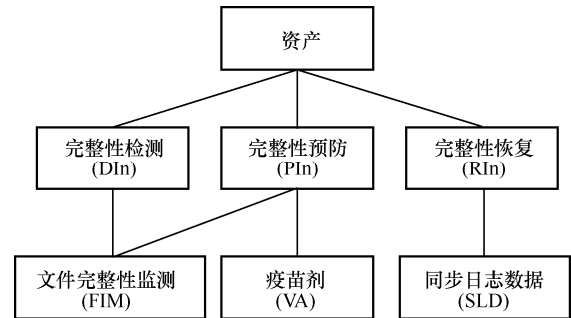 资产
完整性检测
(DIn)
完整性预防
(PIn)
完整性恢复
(RIn)
文件完整性监测
(FIM)
疫苗剂
(VA)
同步日志数据
(SLD)